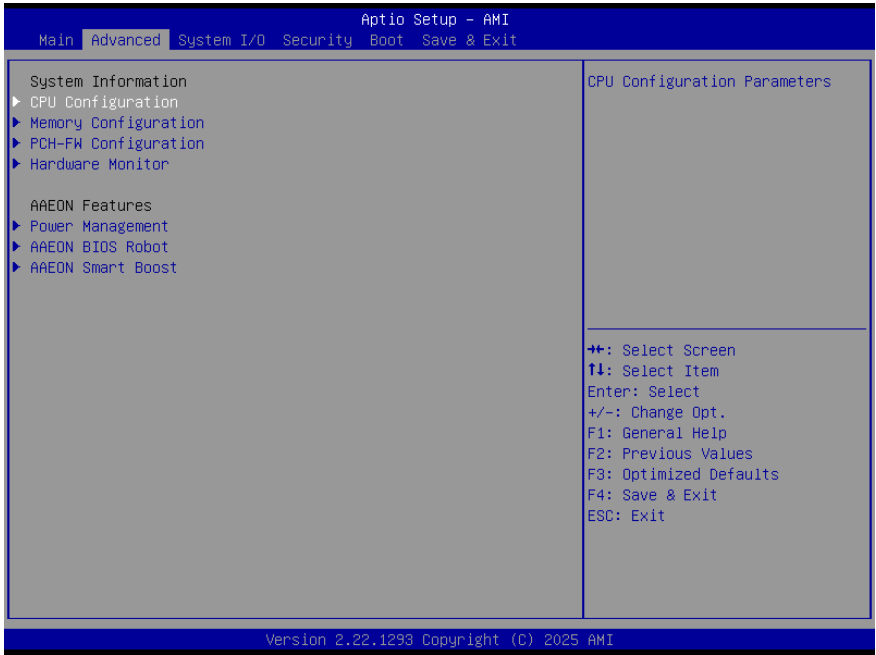 Aptio Setup – AMI
Main Advanced System I/O Security Boot Save & Exit
System Information
CPU Configuration
Memory Configuration
PCH-FW Configuration
Hardware Monitor
AAEON Features
Power Management
AAEON BIOS Robot
AAEON Smart Boost
CPU Configuration Parameters
→←: Select Screen
↑↓: Select Item
Enter: Select
+/-: Change Opt.
F1: General Help
F2: Previous Values
F3: Optimized Defaults
F4: Save & Exit
ESC: Exit
Version 2.22.1293 Copyright (C) 2025 AMI